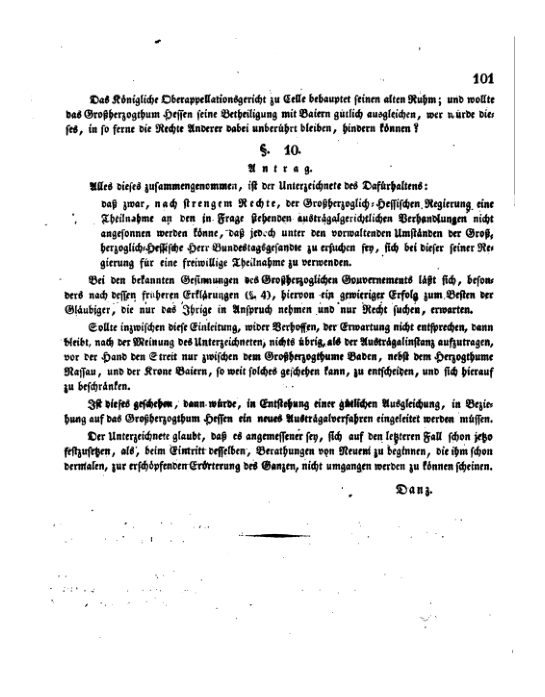 101
Das Königliche Oberappellationsgericht zu Celle behauptet seinen alten Ruhm; und wollte
das Großherzogthum Hessen seine Betheiligung mit Baiern gütlich ausgleichen, wer würde die-
ses, in so ferne die Rechte Anderer dabei unberührt bleiben, hindern können?
§. 10.
Antrag.
Alles dieses zusammengenommen, ist der Unterzeichnete des Dafürhaltens:
daß zwar, nach strengem Rechte, der Großherzoglich-Hessischen Regierung eine
Theilnahme an den in Frage stehenden austrägalgerichtlichen Verhandlungen nicht
angesonnen werden könne, daß jedoch unter den vorwaltenden Umständen der Groß-
herzoglich-Hessische Herr Bundestagsgesandte zu ersuchen sey, sich bei dieser seiner Re-
gierung für eine freiwillige Theilnahme zu verwenden.
Bei den bekannten Gesinnungen des Großherzoglichen Gouvernements läßt sich, beson-
ders nach dessen früheren Erklärungen (§. 4), hiervon ein gewieriger Erfolg zum Besten der
Gläubiger, die nur das Ihrige in Anspruch nehmen und nur Recht suchen, erwarten.
Sollte inzwischen diese Einleitung, wider Verhoffen, der Erwartung nicht entsprechen, dann
bleibt, nach der Meinung des Unterzeichneten, nichts übrig, als der Austrägalinstanz aufzutragen,
vor der Hand den Streit nur zwischen dem Großherzogthume Baden, nebst dem Herzogthume
Nassau, und der Krone Baiern, so weit solches geschehen kann, zu entscheiden, und sich hierauf
zu beschränken.
Ist dieses geschehen, dann würde, in Entstehung einer gütlichen Ausgleichung, in Bezie-
hung auf das Großherzogthum Hessen ein neues Austrägalverfahren eingeleitet werden müssen.
Der Unterzeichnete glaubt, daß es angemessener sey, sich auf den letzteren Fall schon jetzo
festzusetzen, als, beim Eintritt desselben, Berathungen von Neuem zu beginnen, die ihm schon
dermalen, zur erschöpfenden Erörterung des Ganzen, nicht umgangen werden zu können scheinen.
Danz.